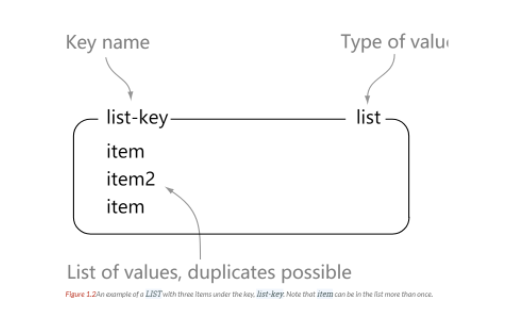 Key name
Type of valu
list-key
list
item
item2
item
List of values, duplicates possible
Figure 1.2An example of a LIST with three items under the key, list-key. Note that item can be in the list more than once.